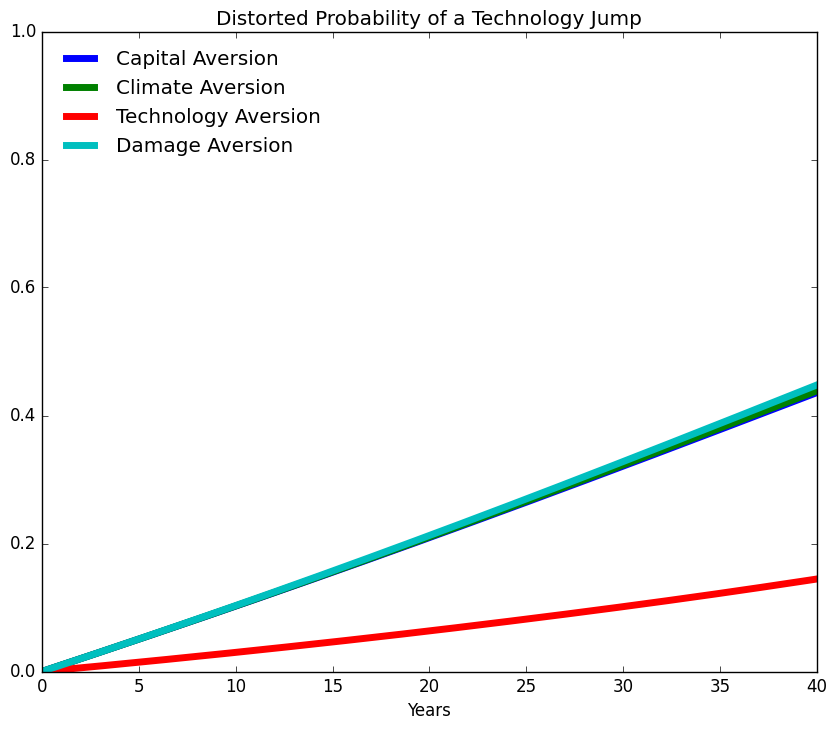 Distorted Probability of a Technology Jump
1.0
Capital Aversion
Climate Aversion
Technology Aversion
Damage Aversion
0.8
0.6
0.4
0.2
0.0
0 5 10 15 20 25 30 35 40
Years